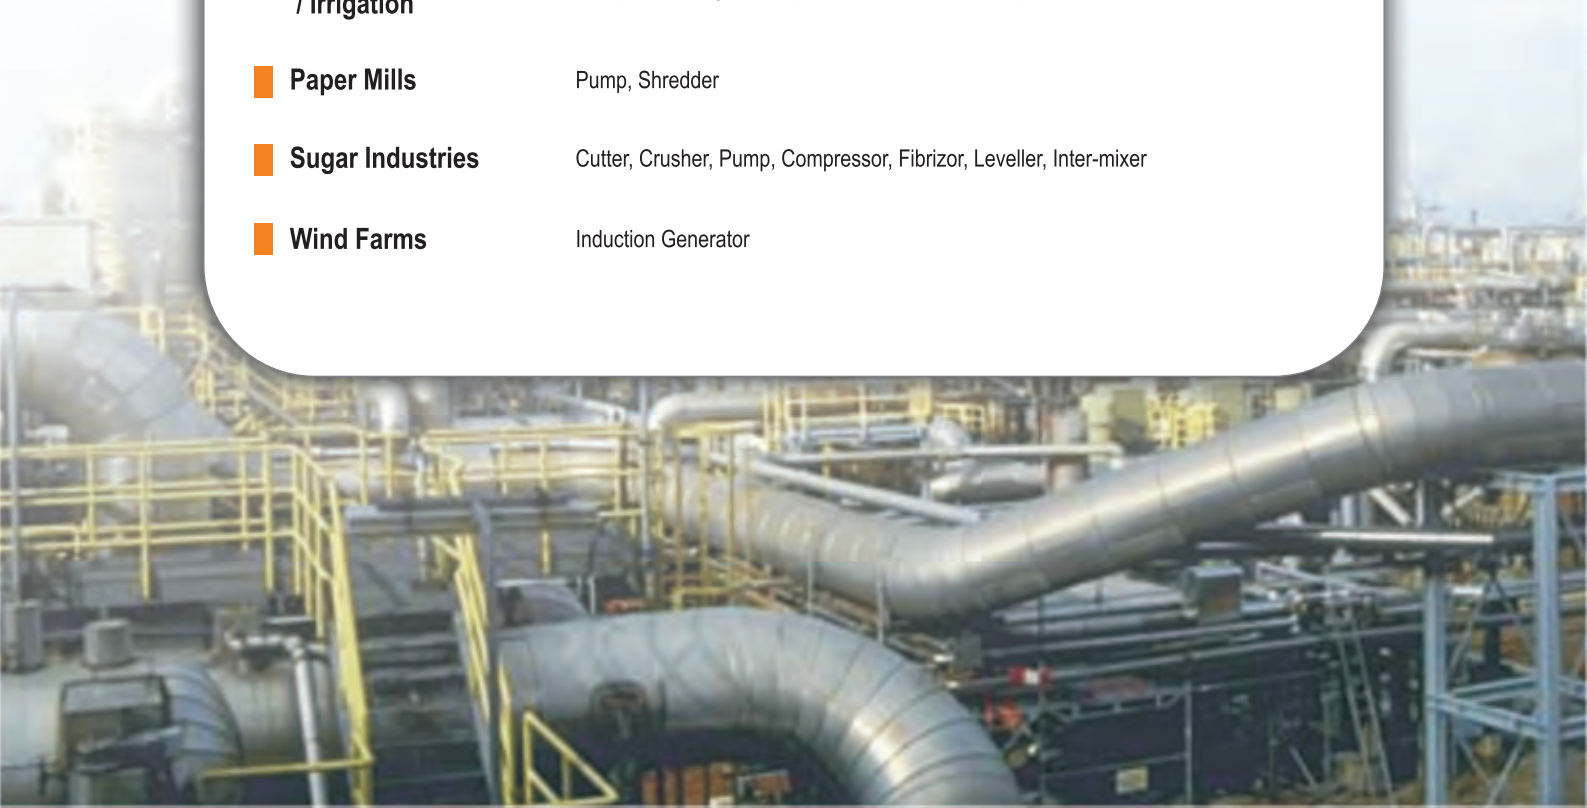 / Irrigation
Paper Mills Pump, Shredder
Sugar Industries Cutter, Crusher, Pump, Compressor, Fibrizor, Leveller, Inter-mixer
Wind Farms Induction Generator